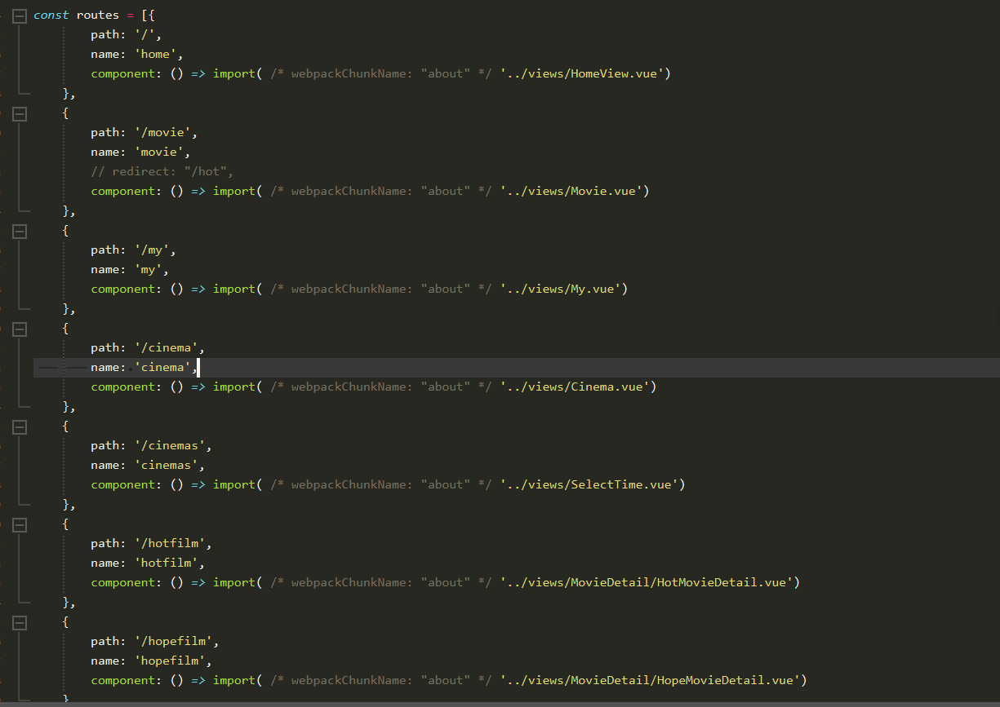 const routes = [{
path: '/',
name: 'home',
component: () => import( /* webpackChunkName: "about" */ '../views/HomeView.vue')
},
{
path: '/movie',
name: 'movie',
// redirect: "/hot",
component: () => import( /* webpackChunkName: "about" */ '../views/Movie.vue')
},
{
path: '/my',
name: 'my',
component: () => import( /* webpackChunkName: "about" */ '../views/My.vue')
},
{
path: '/cinema',
name: 'cinema',
component: () => import( /* webpackChunkName: "about" */ '../views/Cinema.vue')
},
{
path: '/cinemas',
name: 'cinemas',
component: () => import( /* webpackChunkName: "about" */ '../views/SelectTime.vue')
},
{
path: '/hotfilm',
name: 'hotfilm',
component: () => import( /* webpackChunkName: "about" */ '../views/MovieDetail/HotMovieDetail.vue')
},
{
path: '/hopefilm',
name: 'hopefilm',
component: () => import( /* webpackChunkName: "about" */ '../views/MovieDetail/HopeMovieDetail.vue')
}